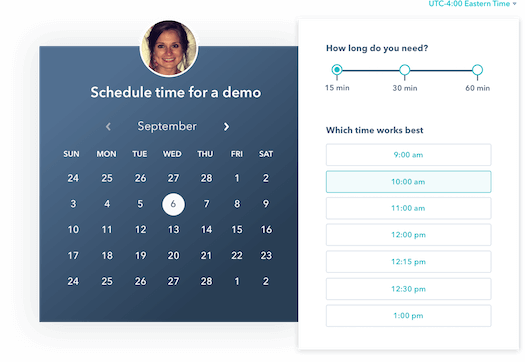 UTC-4:00 Eastern Time
Schedule time for a demo
September
SUN MON TUE WED THU FRI SAT
24 25 26 27 28 1 2
3 4 5 6 7 8 9
10 11 12 13 14 15 16
17 18 19 20 21 22 23
24 25 26 27 28 1 2
How long do you need?
15 min 30 min 60 min
Which time works best
9:00 am
10:00 am
11:00 am
12:00 pm
12:15 pm
12:30 pm
1:00 pm